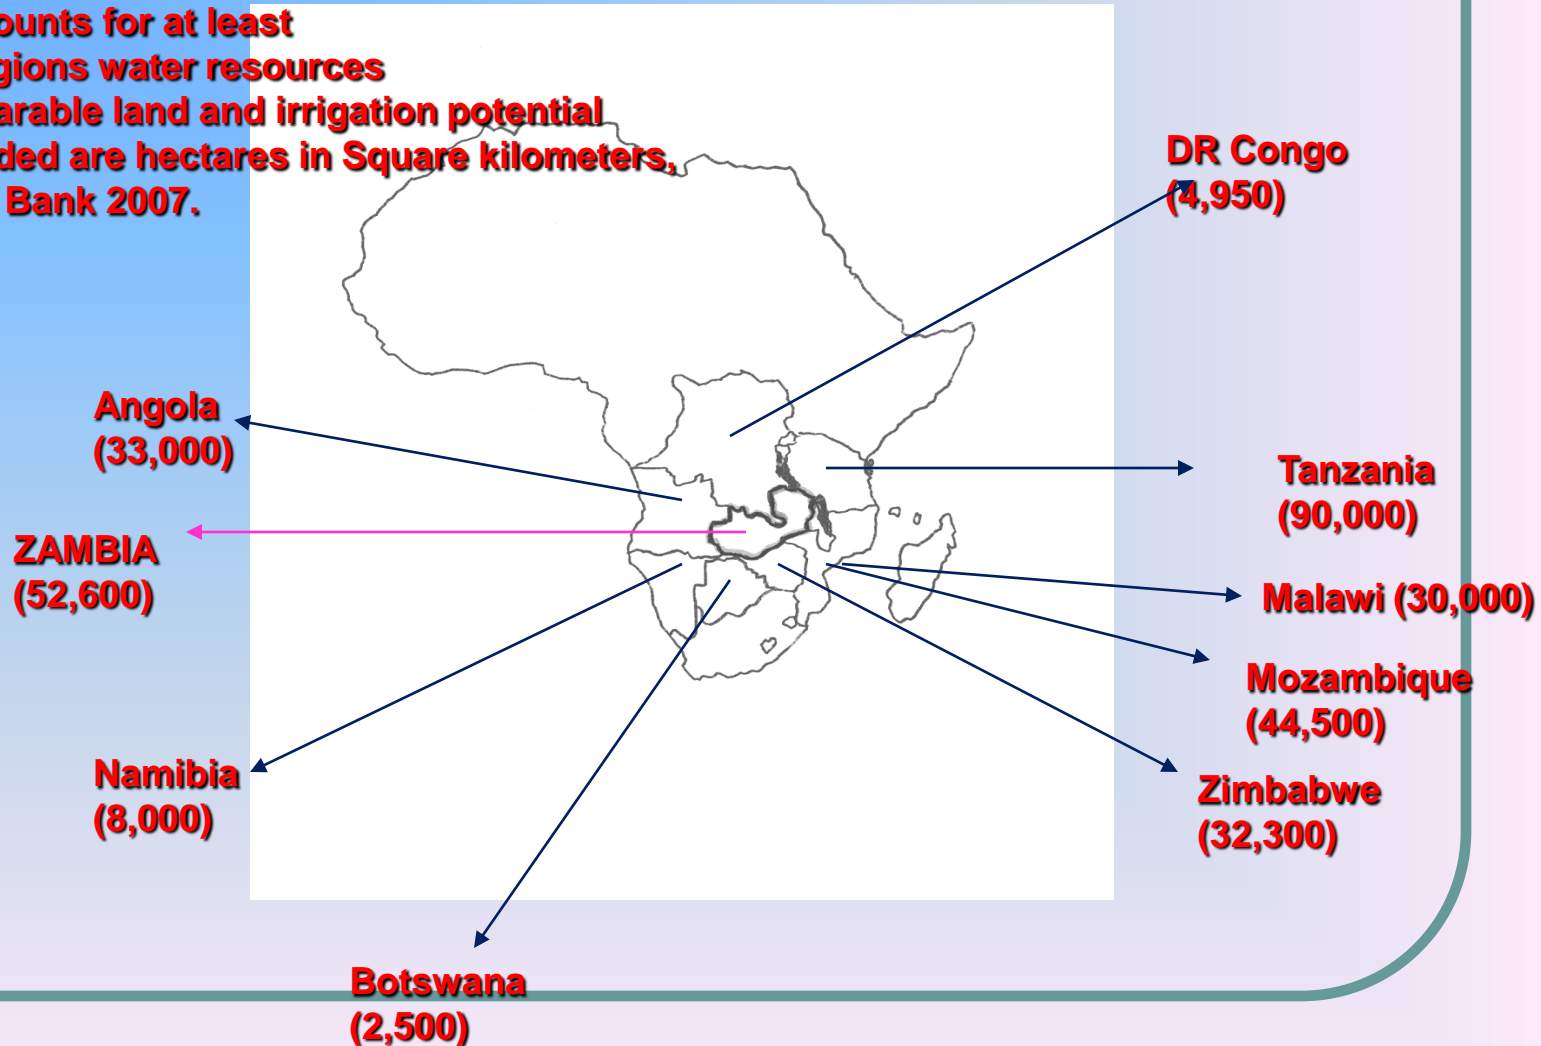 ounts for at least
gions water resources
arable land and irrigation potential
ded are hectares in Square kilometers,
Bank 2007.
DR Congo
(4,950)
Angola
(33,000)
Tanzania
(90,000)
ZAMBIA
(52,600)
Malawi (30,000)
Mozambique
(44,500)
Namibia
(8,000)
Zimbabwe
(32,300)
Botswana
(2,500)